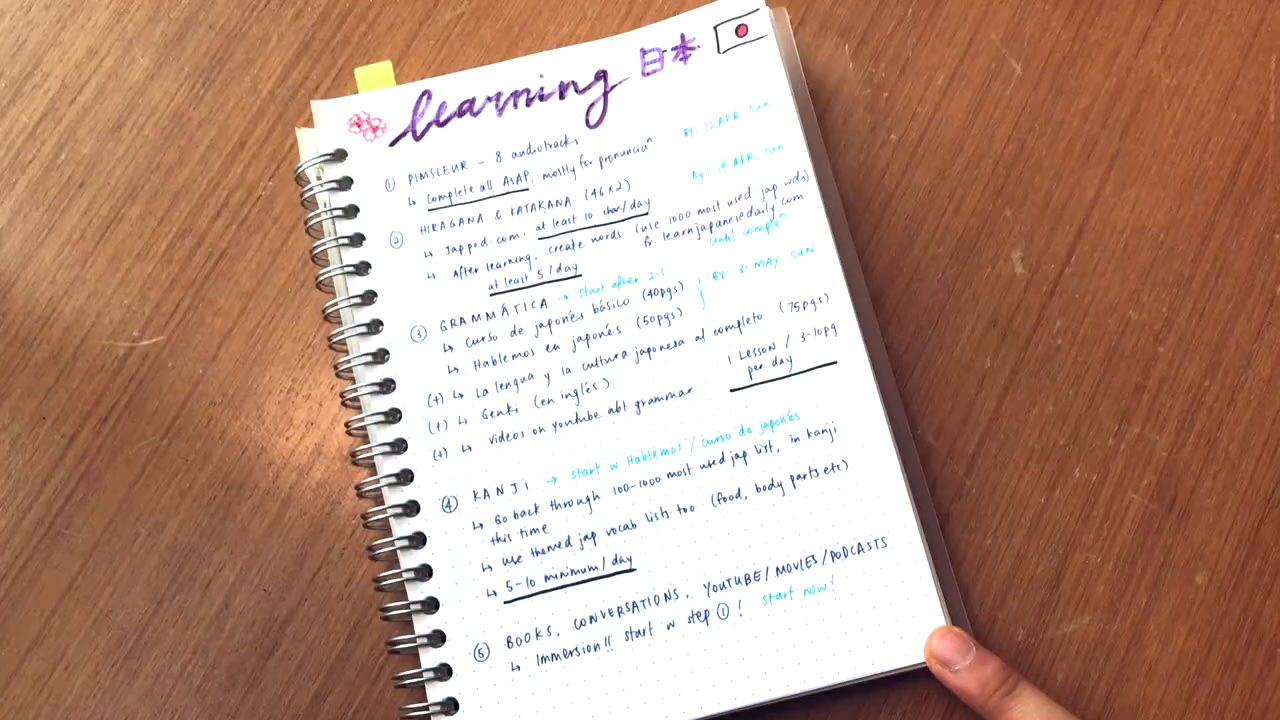 learning 日本
① PIMSLEUR - 8 audiotracks
↳ complete all ASAP, mostly for pronunciaⁿ
By: 12 APR. sun
② HIRAGANA & KATAKANA (46x2)
By: 19 APR. sun
↳ Jappod.com, at least 10 char/day
↳ After learning, create words (use 1000 most used jap wds)
fr. learnjapanesedaily.com
at least 5/day
until completⁿ
③ GRAMMÁTICA → start after 2.1
↳ curso de japonés básico (40pgs)
↳ Hablemos en japonés (50pgs)
} BY: 31 MAY SUN
(+) ↳ La lengua y la cultura japonesa al completo (75pgs)
(+) ↳ Genki (en inglés)
1 Lesson / 3-10pg
per day
(+) ↳ videos on youtube abt grammar
④ KANJI → start w Hablemos / curso de japonés
↳ Go back through 100-1000 most used jap list, in kanji
this time
↳ use themed jap vocab lists too (food, body parts etc)
↳ 5-10 minimum/day
⑤ BOOKS, CONVERSATIONS, YOUTUBE/MOVIES/PODCASTS
↳ Immersion!! start w step ①! start now!